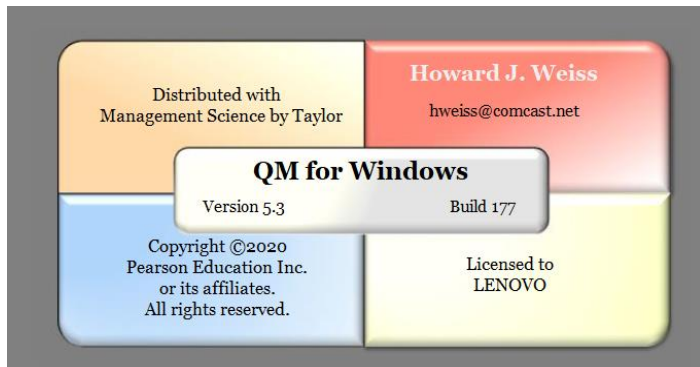 Distributed with
Management Science by Taylor
Howard J. Weiss
hweiss@comcast.net
QM for Windows
Version 5.3
Build 177
Copyright ©2020
Pearson Education Inc.
or its affiliates.
All rights reserved.
Licensed to
LENOVO